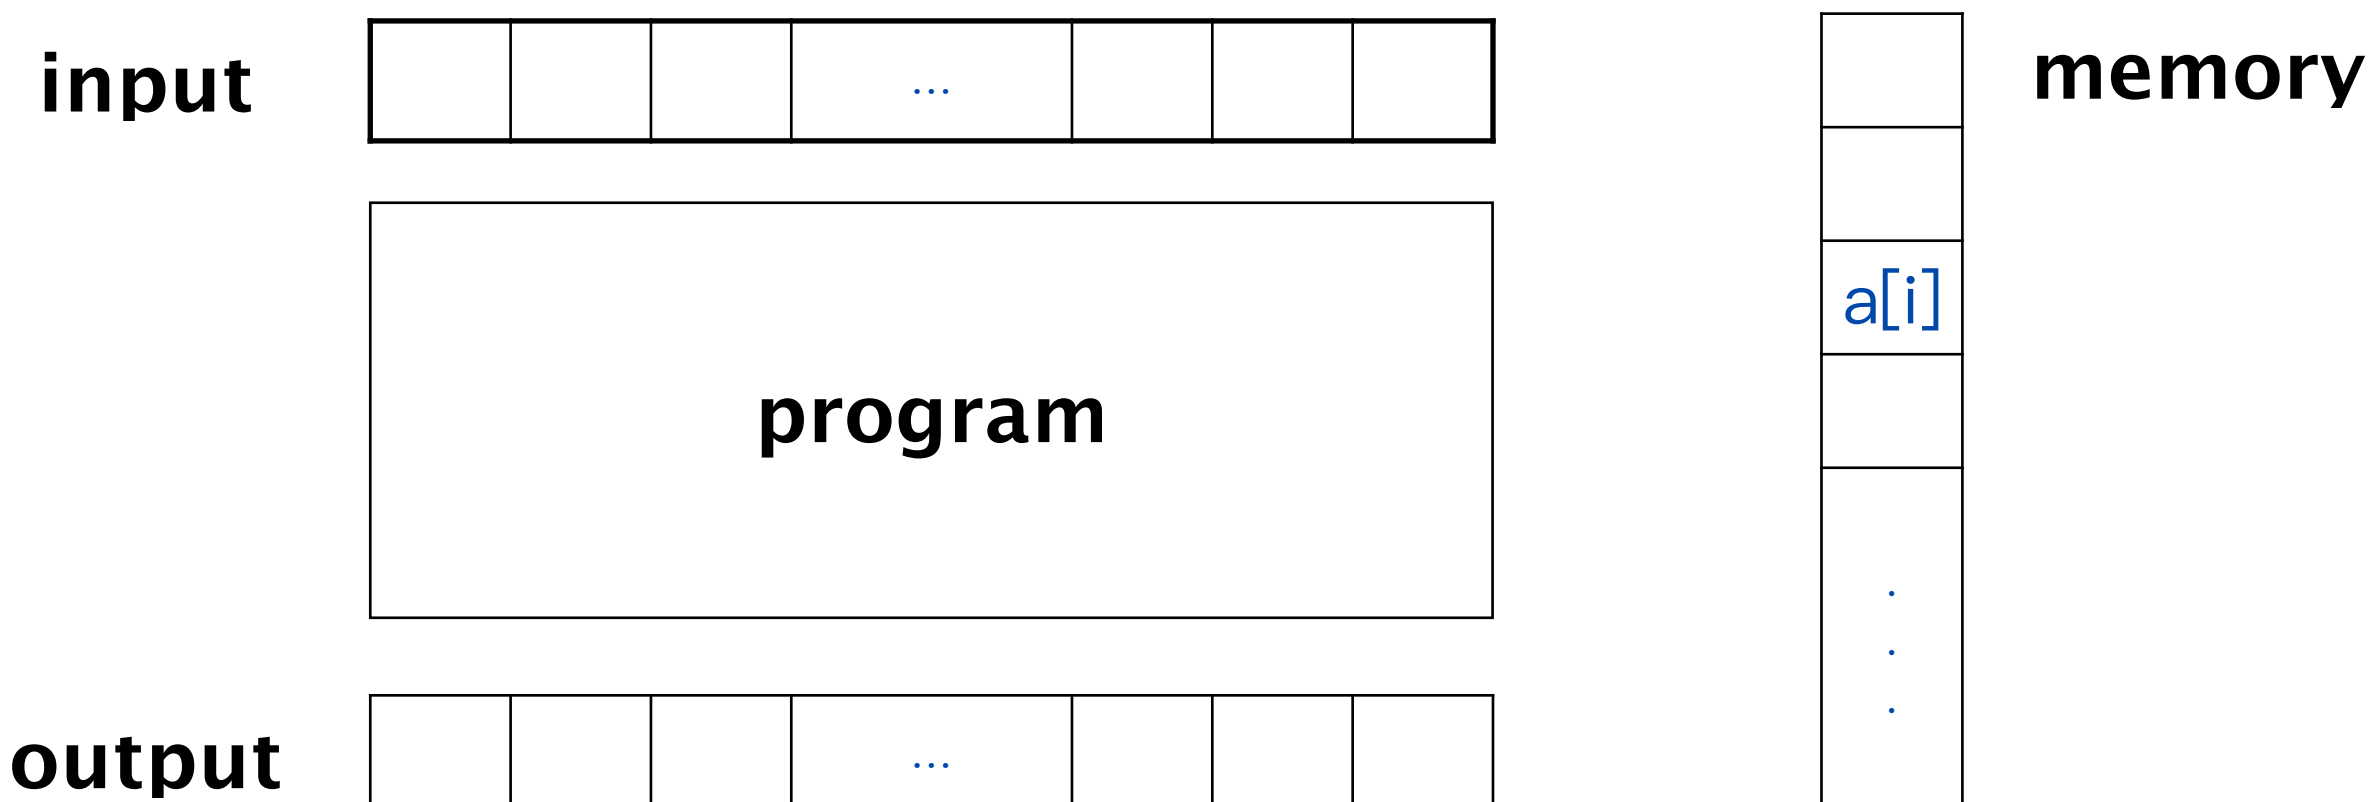 input
...
memory
a[i]
program
.
.
.
output
...